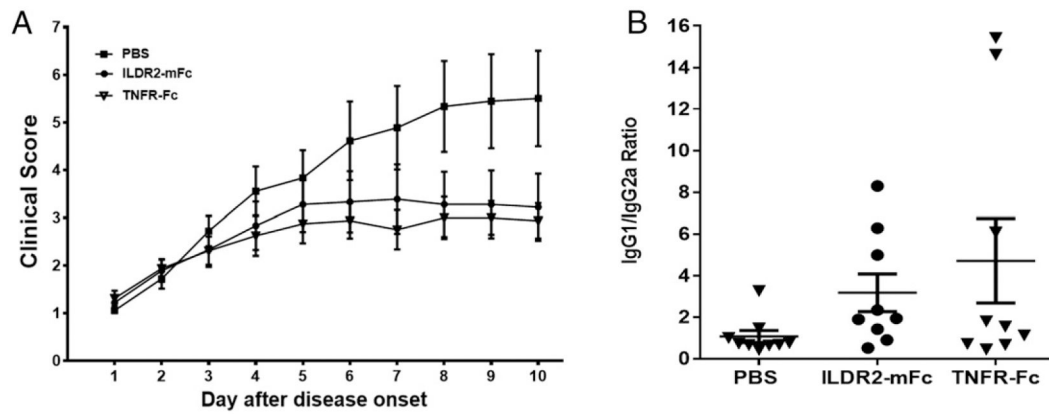 A
7
6
5
4
3
2
1
0
Clinical Score
PBS
ILDR2-mFc
TNFR-Fc
1 2 3 4 5 6 7 8 9 10
Day after disease onset
B
16
14
12
10
8
6
4
2
0
IgG1/IgG2a Ratio
PBS ILDR2-mFc TNFR-Fc